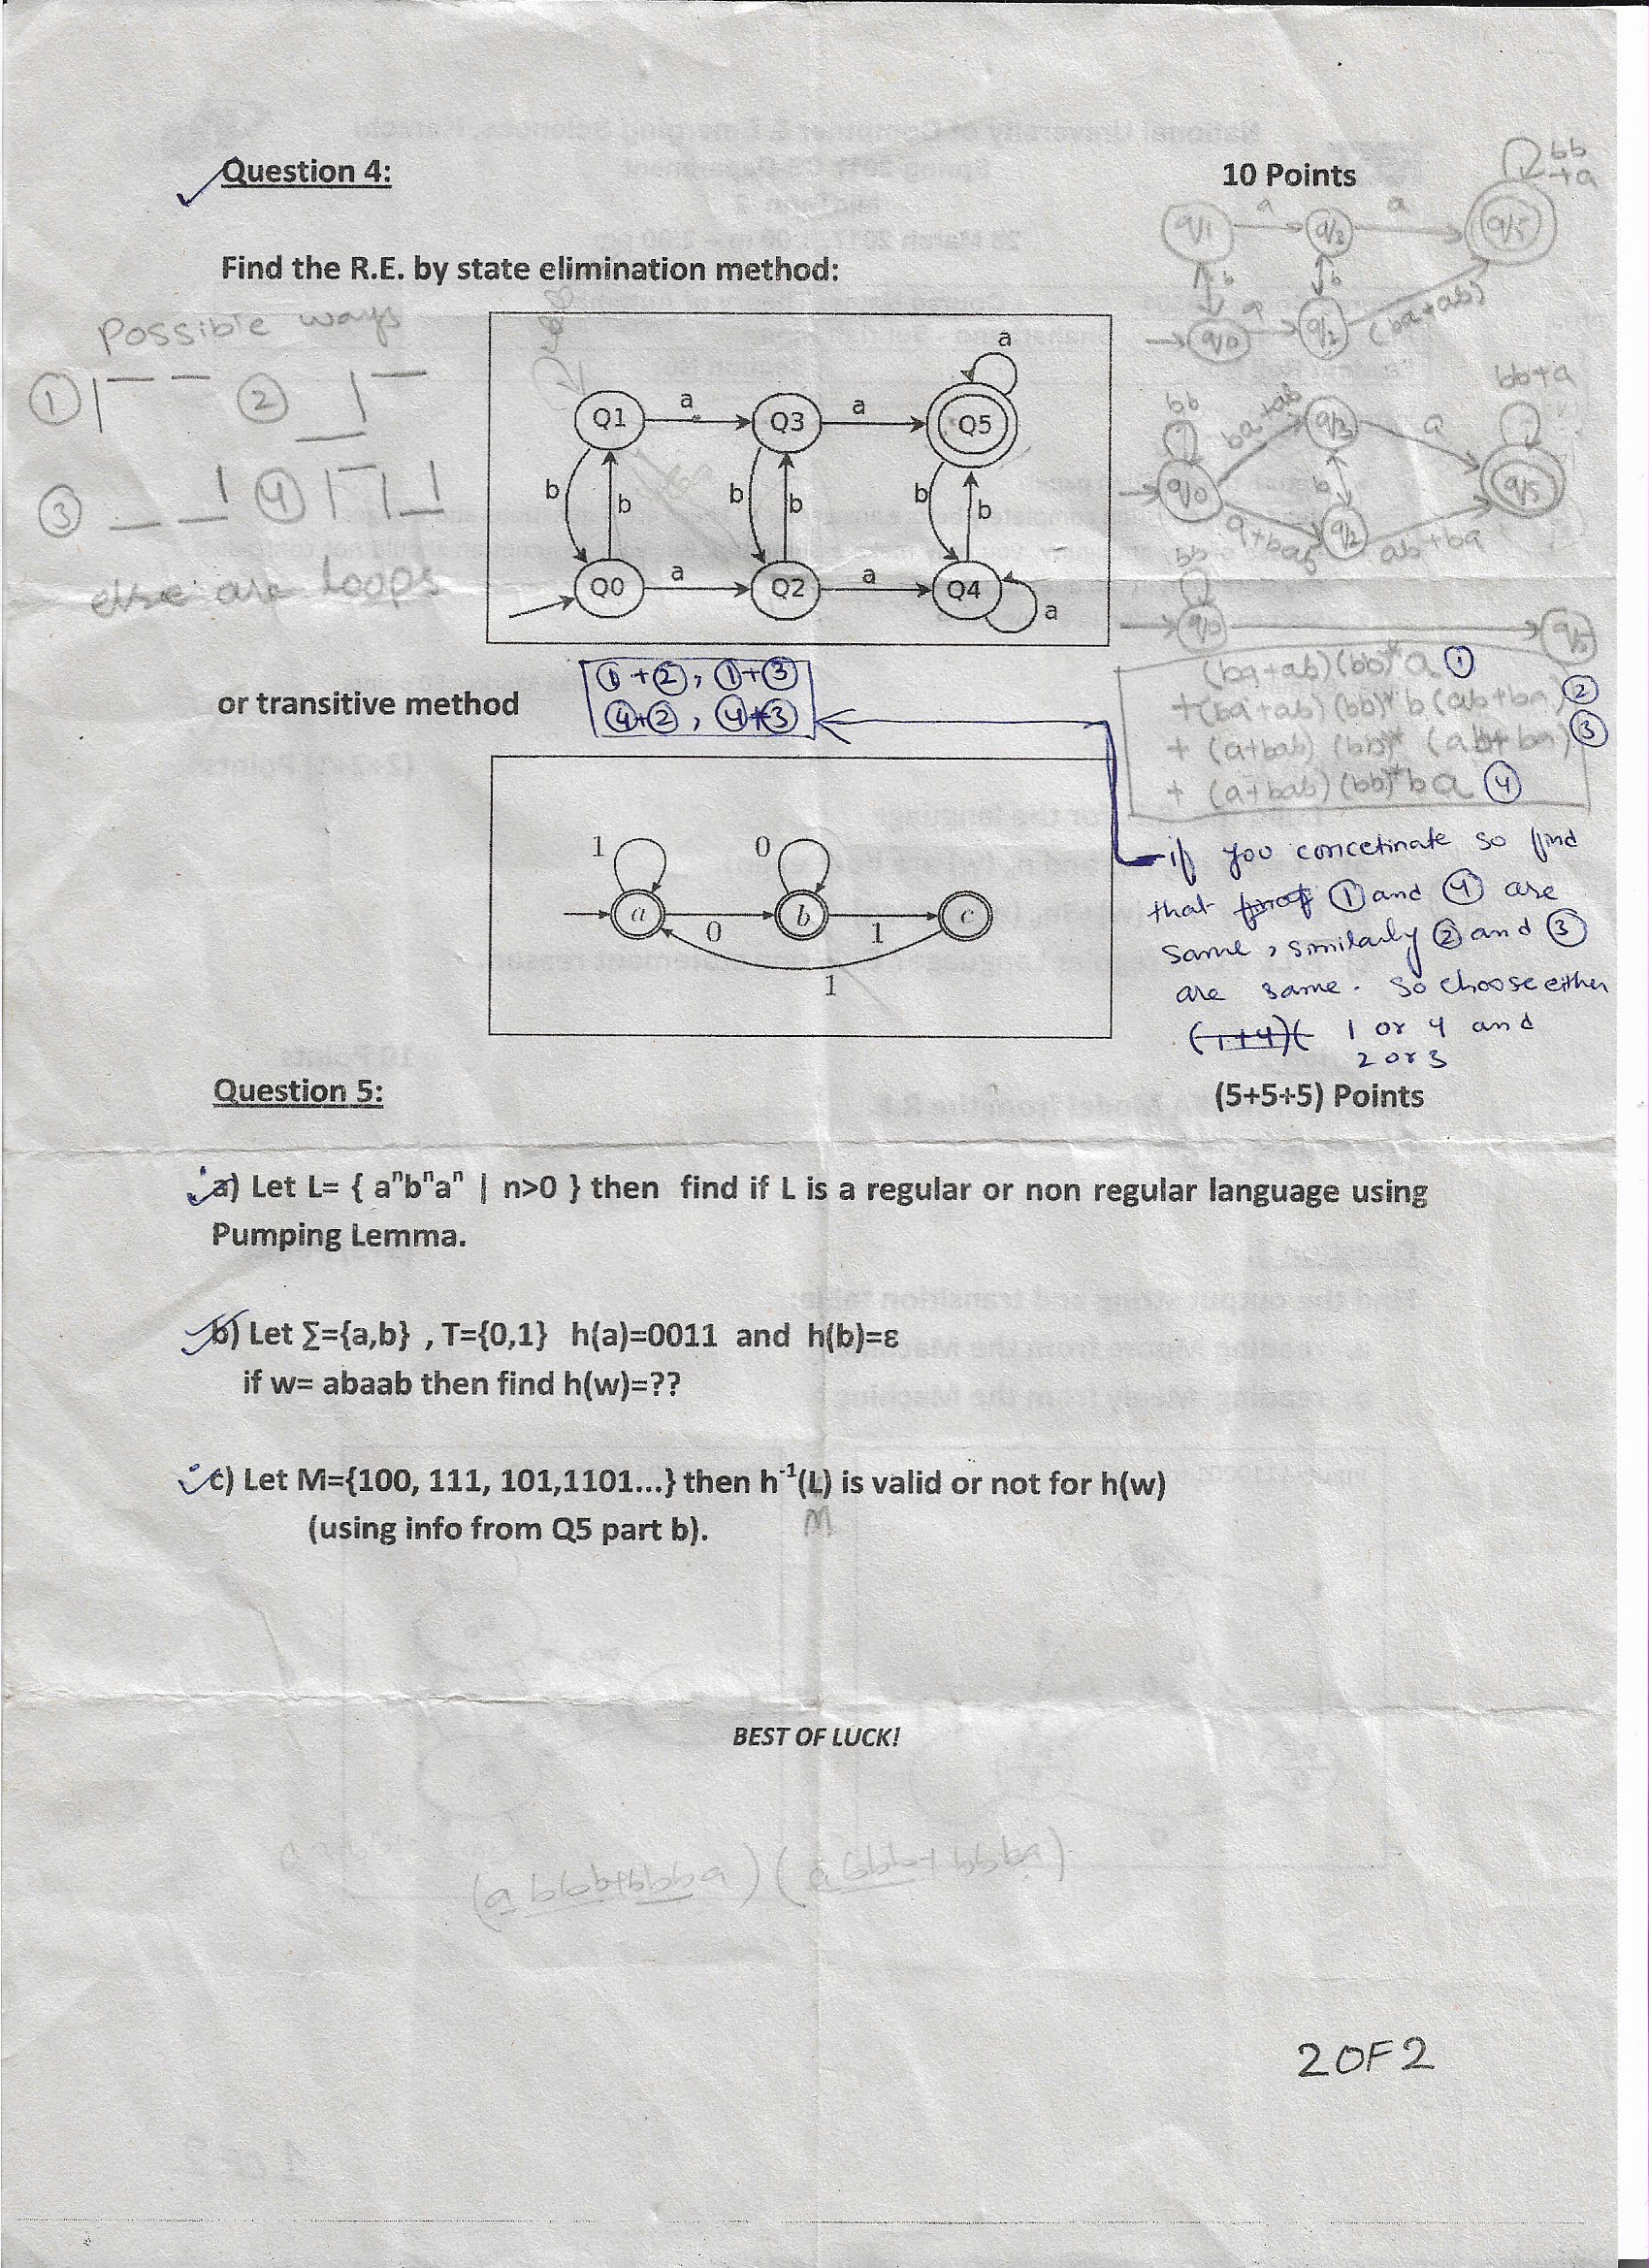 Question 4:
10 Points
bb
+a
q1 a q3 a q5
b b
q0 a q2 (ba+ab)
Find the R.E. by state elimination method:
Possible ways
① ②
③ ④
else are loops
a
Q1 a Q3 a Q5
b b b b b b
Q0 a Q2 a Q4
a
bb ba+ab q3 a bb+a
q0 b q5
a+bab q2 ab+ba
bb
q0 q5
(ba+ab)(bb)*a ①
+(ba+ab)(bb)*b(ab+ba) ②
+ (a+bab) (bb)* (ab+ba) ③
+ (a+bab)(bb)*ba ④
or transitive method
①+②, ①+③
④+②, ④+③
1 0
a 0 b 1 c
1
if you concetinate so find
that ① and ④ are
same, similarly ② and ③
are same. So choose either
(1+4)( 1 or 4 and
2 or 3
Question 5:
(5+5+5) Points
a) Let L= { aⁿbⁿaⁿ | n>0 } then find if L is a regular or non regular language using
Pumping Lemma.
b) Let Σ={a,b} , T={0,1} h(a)=0011 and h(b)=ε
if w= abaab then find h(w)=??
c) Let M={100, 111, 101,1101...} then h⁻¹(L) is valid or not for h(w)
M
(using info from Q5 part b).
BEST OF LUCK!
(abbb+bbba)(abbb+bbba)
2 OF 2